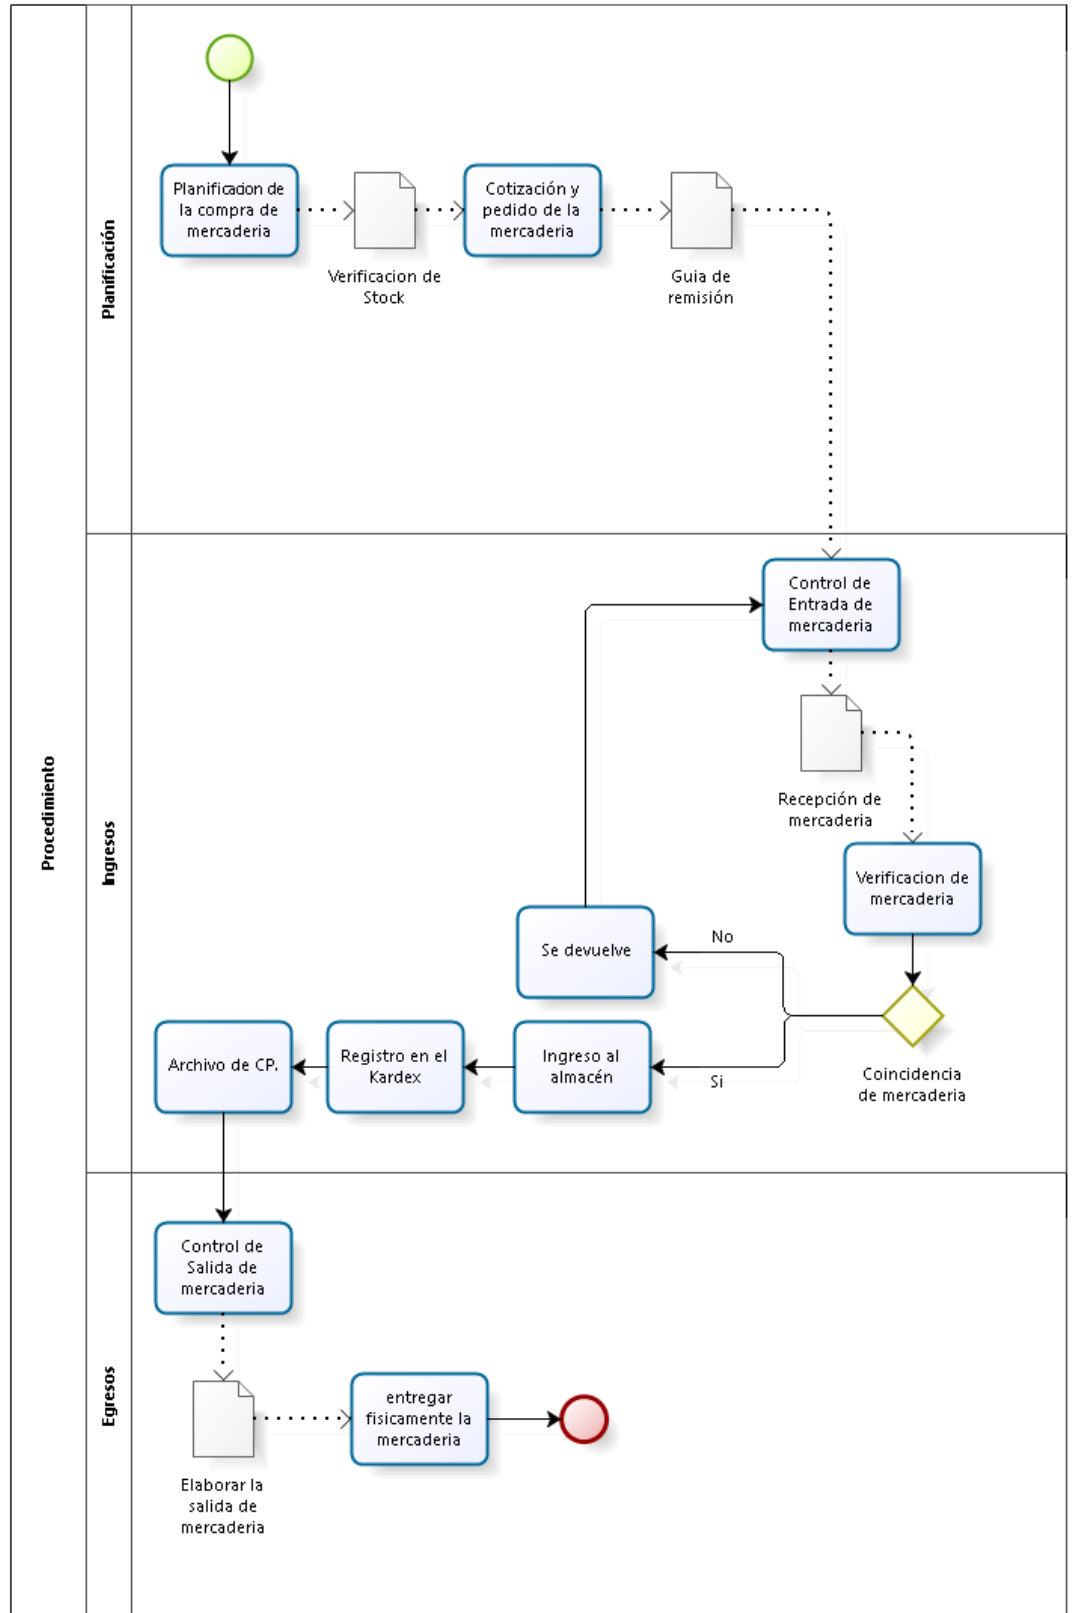 Procedimiento
Planificación
Planificacion de
la compra de
mercaderia
Verificacion de
Stock
Cotización y
pedido de la
mercaderia
Guia de
remisión
Ingresos
Control de
Entrada de
mercaderia
Recepción de
mercaderia
Verificacion de
mercaderia
Coincidencia
de mercaderia
No
Se devuelve
Si
Ingreso al
almacén
Registro en el
Kardex
Archivo de CP.
Egresos
Control de
Salida de
mercaderia
Elaborar la
salida de
mercaderia
entregar
fisicamente la
mercaderia